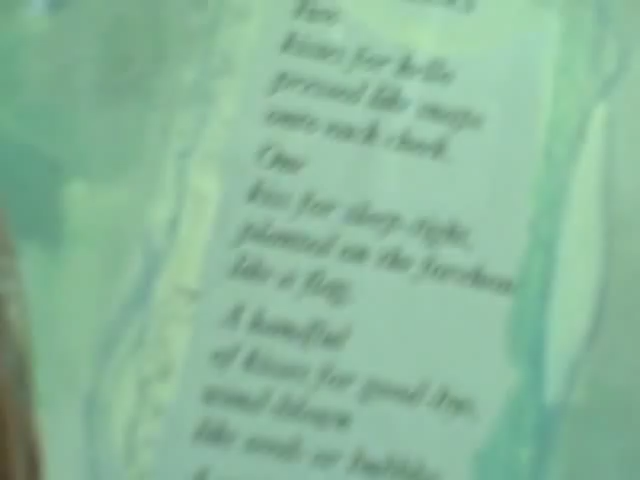 Two
kisses for hello
pressed like stamps
onto each cheek.
One
kiss for sleep tight,
planted on the forehead
like a flag.
A handful
of kisses for good-bye,
wind-blown
like seeds or bubbles